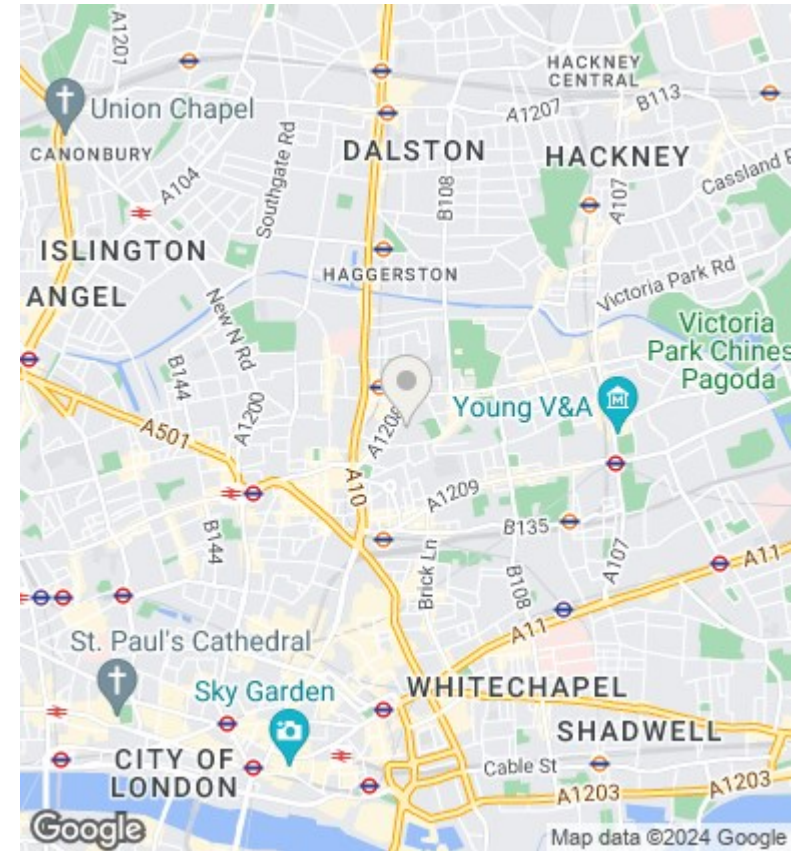 A1201
HACKNEY
CENTRAL
B113
Union Chapel
A1207
CANONBURY
DALSTON
HACKNEY
A104
Southgate Rd
B108
A107
Cassland
ISLINGTON
HAGGERSTON
Victoria Park Rd
ANGEL
New N Rd
Victoria
Park Chines
Pagoda
B144
A1200
A1208
Young V&A
M
A501
A10
A1209
B144
B135
A107
A11
Brick Ln
B108
St. Paul's Cathedral
A11
Sky Garden
WHITECHAPEL
SHADWELL
CITY OF
LONDON
Cable St
A1203
A1203
Google
Map data ©2024 Google